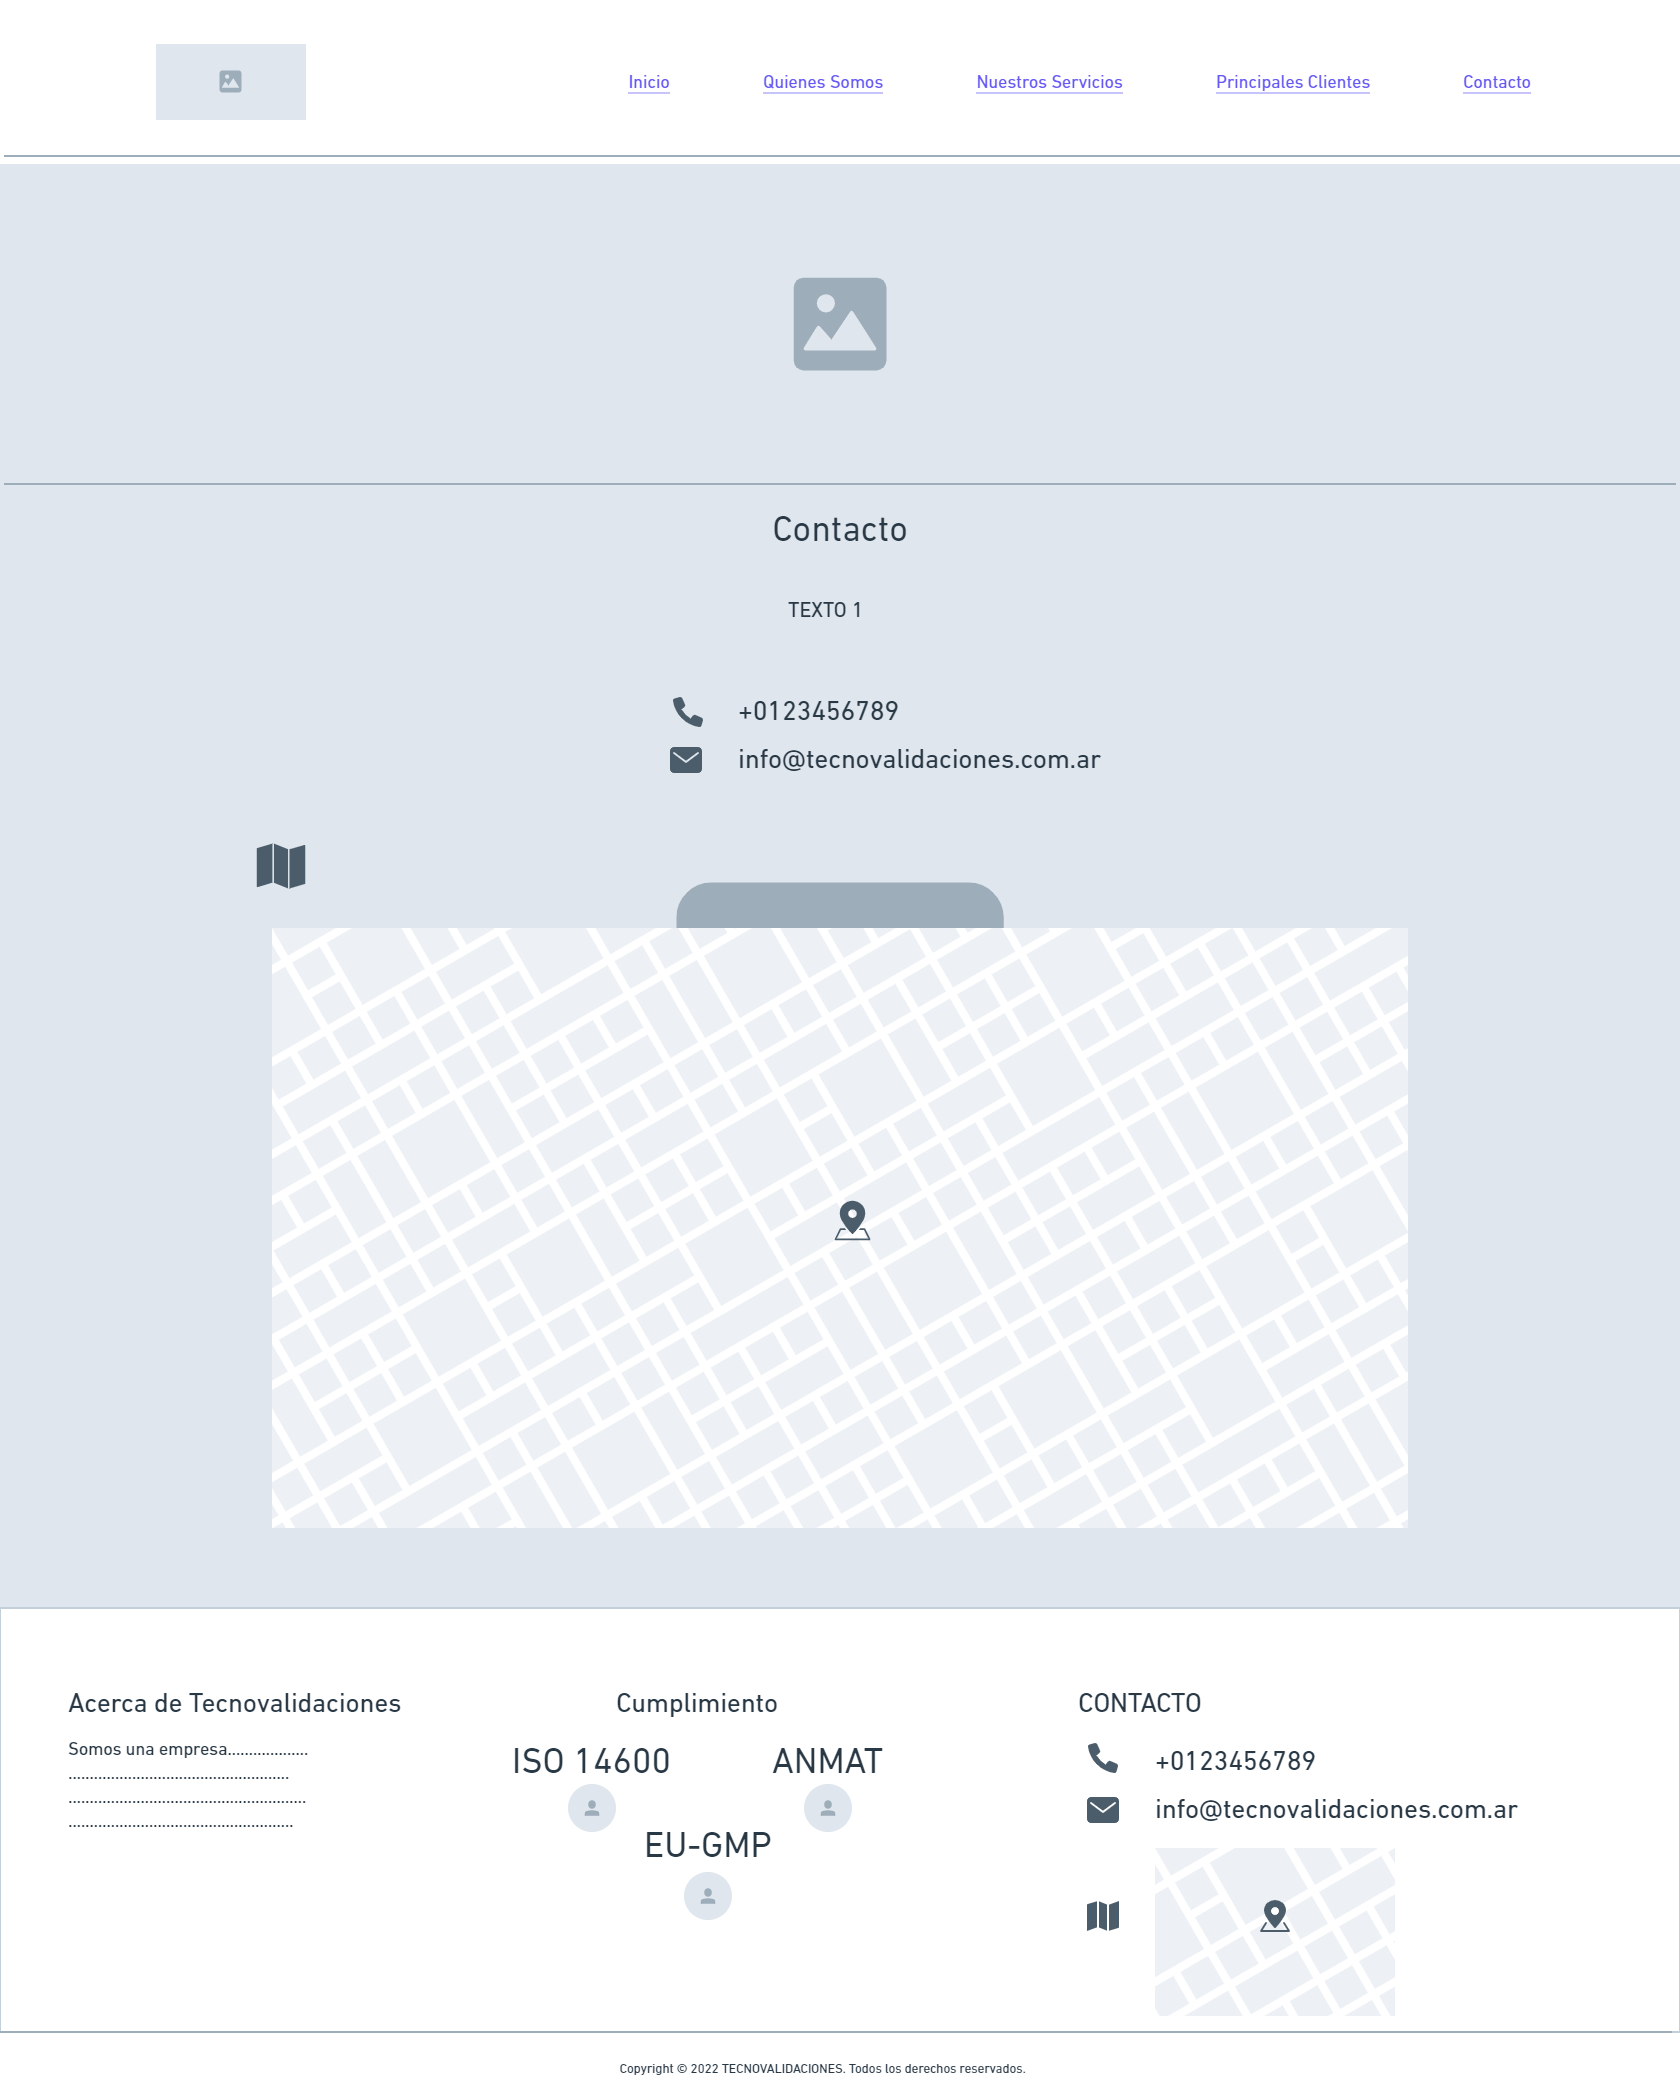 Inicio
Quienes Somos
Nuestros Servicios
Principales Clientes
Contacto
Contacto
TEXTO 1
+0123456789
info@tecnovalidaciones.com.ar
Acerca de Tecnovalidaciones
Somos una empresa...................
....................................................
........................................................
.....................................................
Cumplimiento
ISO 14600
ANMAT
EU-GMP
CONTACTO
+0123456789
info@tecnovalidaciones.com.ar
Copyright © 2022 TECNOVALIDACIONES. Todos los derechos reservados.